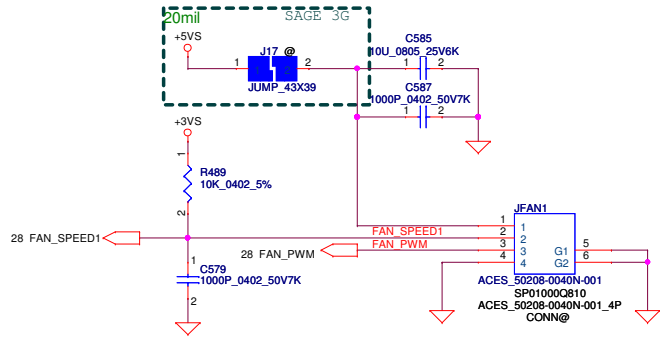 20mil
SAGE 3G
+5VS
J17 @
1 1 2 2
JUMP_43X39
C585
10U_0805_25V6K
1 2
C587
1000P_0402_50V7K
1 2
+3VS
1
R489
10K_0402_5%
2
28 FAN_SPEED1
FAN_SPEED1
FAN_PWM
28 FAN_PWM
1
C579
1000P_0402_50V7K
2
JFAN1
1 1
2 2
3 3 G1 5
4 4 G2 6
ACES_50208-0040N-001
SP01000Q810
ACES_50208-0040N-001_4P
CONN@